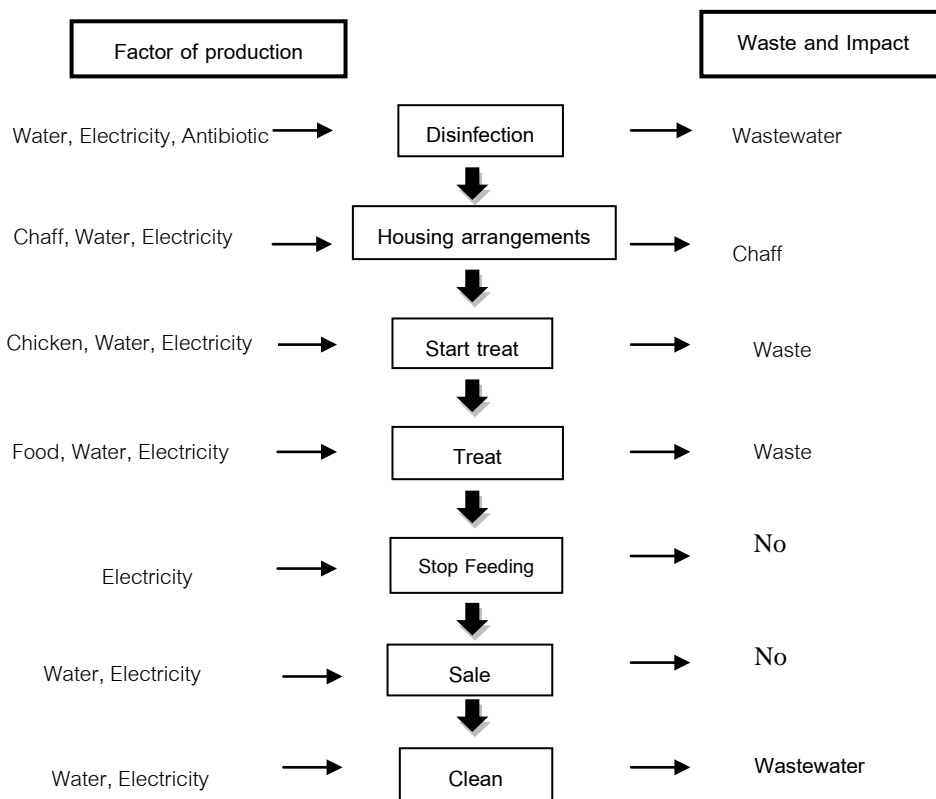 Factor of production
Waste and Impact
Water, Electricity, Antibiotic
Disinfection
Wastewater
Chaff, Water, Electricity
Housing arrangements
Chaff
Chicken, Water, Electricity
Start treat
Waste
Food, Water, Electricity
Treat
Waste
Electricity
Stop Feeding
No
Water, Electricity
Sale
No
Water, Electricity
Clean
Wastewater